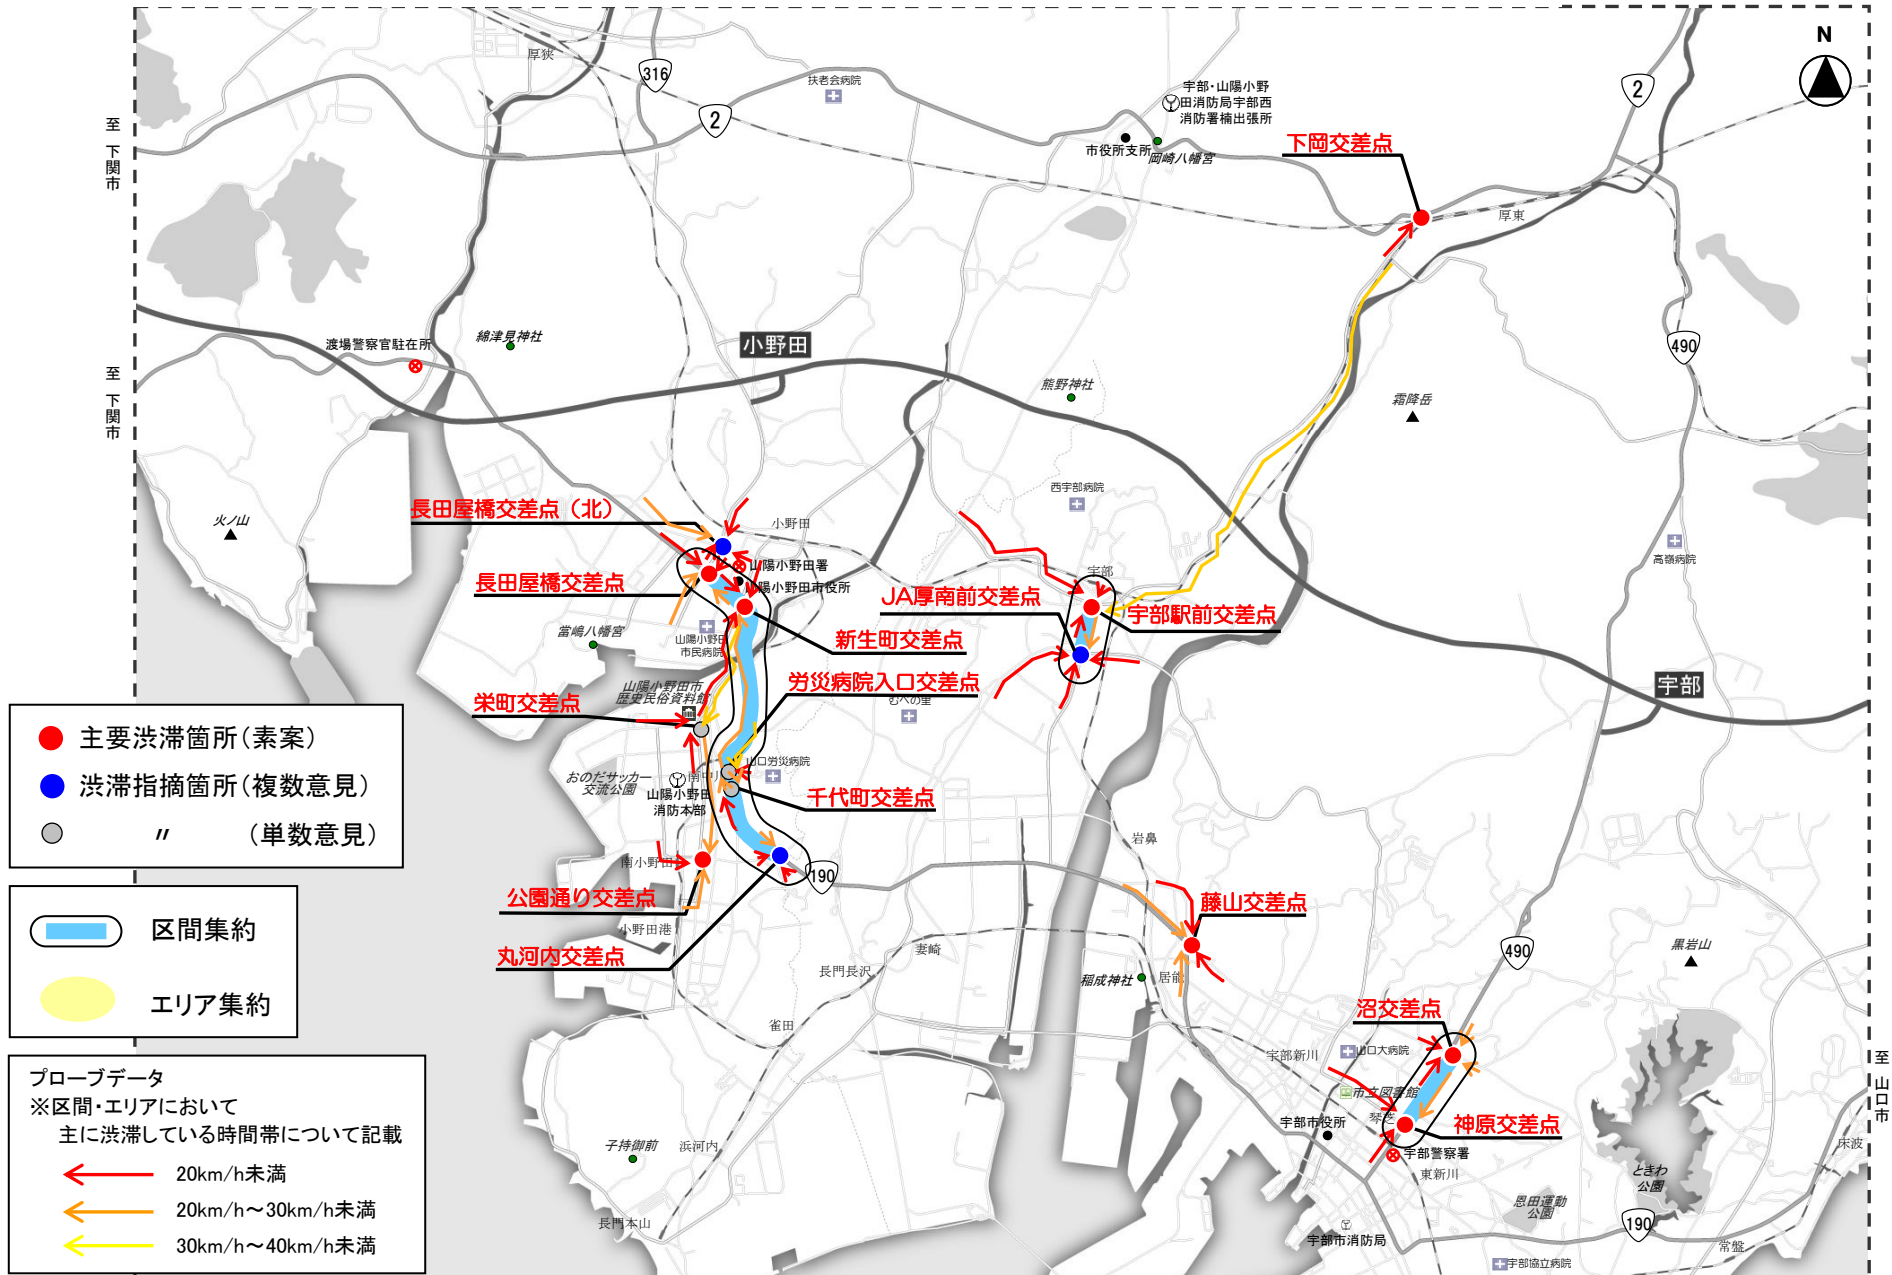 N
厚狭
316
2
扶老会病院
宇部・山陽小野
田消防局宇部西
消防署楠出張所
市役所支所
岡崎八幡宮
2
下岡交差点
厚東
至 下関市
渡場警察官駐在所
綿津見神社
小野田
熊野神社
490
霜降岳
至 下関市
西宇部病院
長田屋橋交差点（北）
小野田
火ノ山
高嶺病院
山陽小野田署
山陽小野田市役所
長田屋橋交差点
宇部
JA厚南前交差点
宇部駅前交差点
當嶋八幡宮
山陽小野田
市民病院
新生町交差点
山陽小野田市
歴史民俗資料館
労災病院入口交差点
宇部
栄町交差点
むべの里
おのだサッカー
交流公園
南中川
山口労災病院
山陽小野田
消防本部
千代町交差点
岩鼻
南小野田
190
公園通り交差点
藤山交差点
小野田港
丸河内交差点
妻崎
長門長沢
稲成神社
居能
490
黒岩山
雀田
沼交差点
宇部新川
山口大病院
市立図書館
琴芝
宇部市役所
神原交差点
至 山口市
子持御前
浜河内
宇部警察署
東新川
床波
ときわ
公園
恩田運動
公園
長門本山
190
宇部市消防局
常盤
宇部協立病院
主要渋滞箇所（素案）
渋滞指摘箇所（複数意見）
〃 （単数意見）
区間集約
エリア集約
プローブデータ
※区間・エリアにおいて
主に渋滞している時間帯について記載
20km/h未満
20km/h～30km/h未満
30km/h～40km/h未満